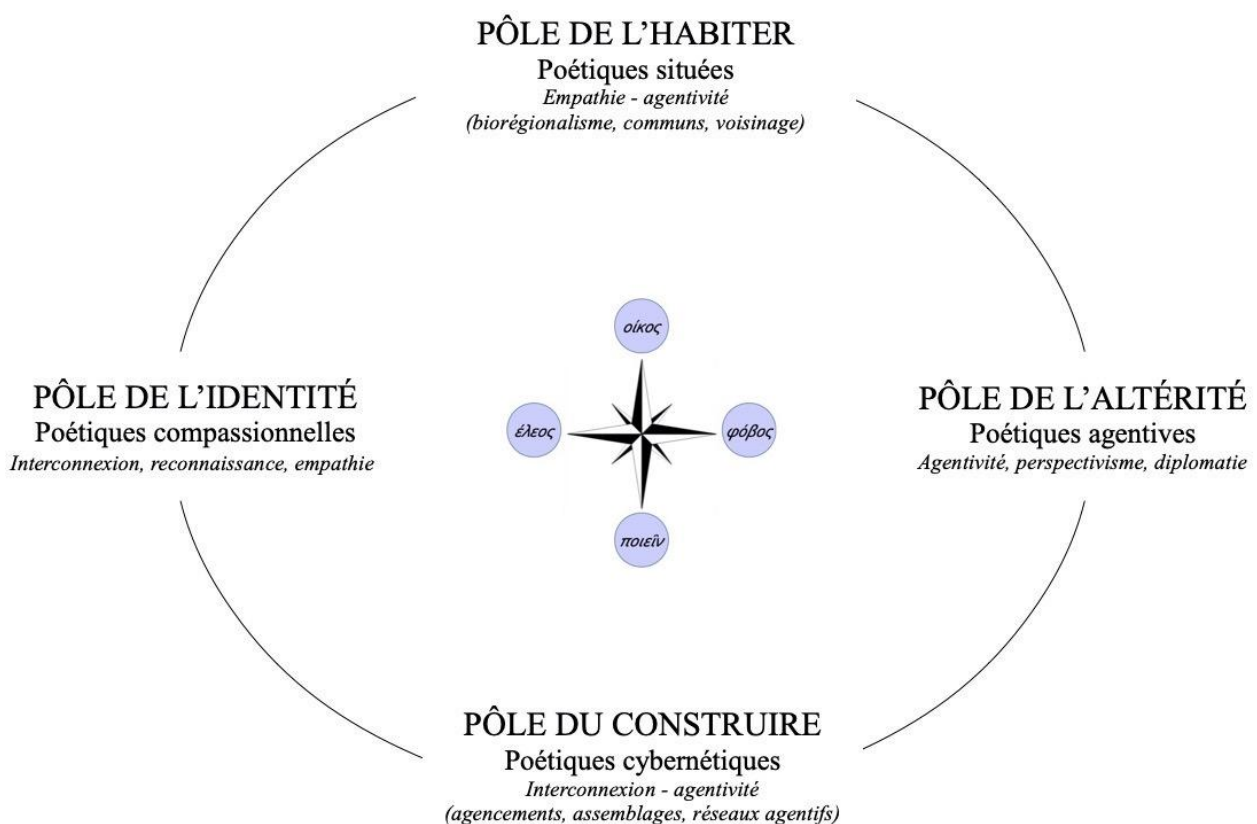 PÔLE DE L’HABITER
Poétiques situées
Empathie - agentivité
(biorégionalisme, communs, voisinage)
οίκος
PÔLE DE L’IDENTITÉ
Poétiques compassionnelles
Interconnexion, reconnaissance, empathie
έλεος
φόβος
PÔLE DE L’ALTÉRITÉ
Poétiques agentives
Agentivité, perspectivisme, diplomatie
ποιεῖν
PÔLE DU CONSTRUIRE
Poétiques cybernétiques
Interconnexion - agentivité
(agencements, assemblages, réseaux agentifs)